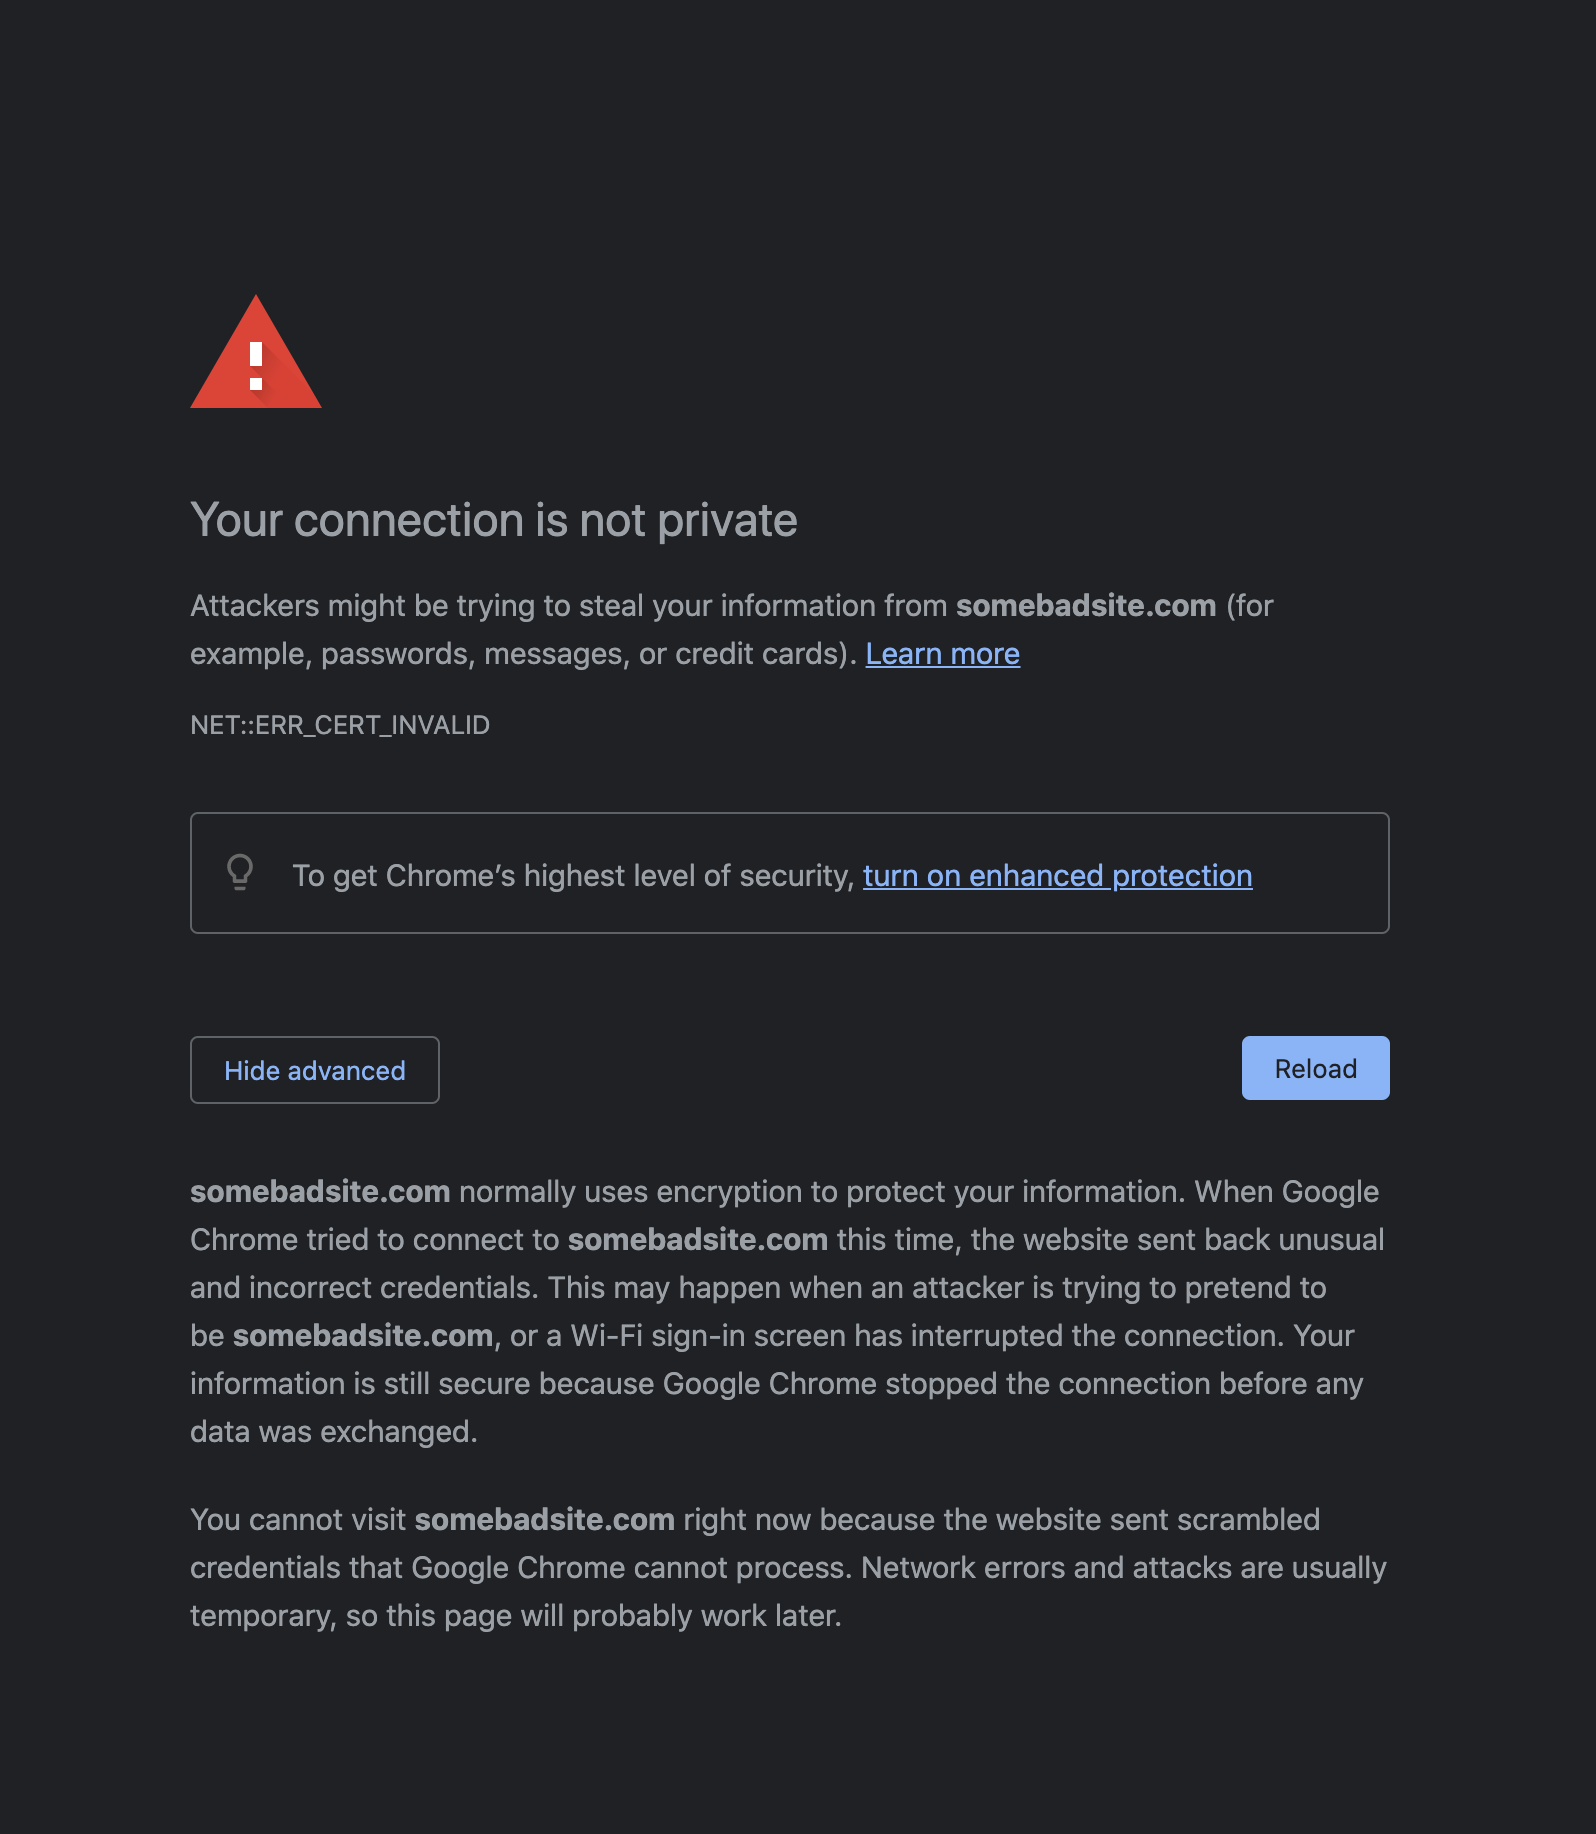 Your connection is not private
Attackers might be trying to steal your information from somebadsite.com (for
example, passwords, messages, or credit cards). Learn more
NET::ERR_CERT_INVALID
To get Chrome’s highest level of security, turn on enhanced protection
Hide advanced
Reload
somebadsite.com normally uses encryption to protect your information. When Google
Chrome tried to connect to somebadsite.com this time, the website sent back unusual
and incorrect credentials. This may happen when an attacker is trying to pretend to
be somebadsite.com, or a Wi-Fi sign-in screen has interrupted the connection. Your
information is still secure because Google Chrome stopped the connection before any
data was exchanged.
You cannot visit somebadsite.com right now because the website sent scrambled
credentials that Google Chrome cannot process. Network errors and attacks are usually
temporary, so this page will probably work later.